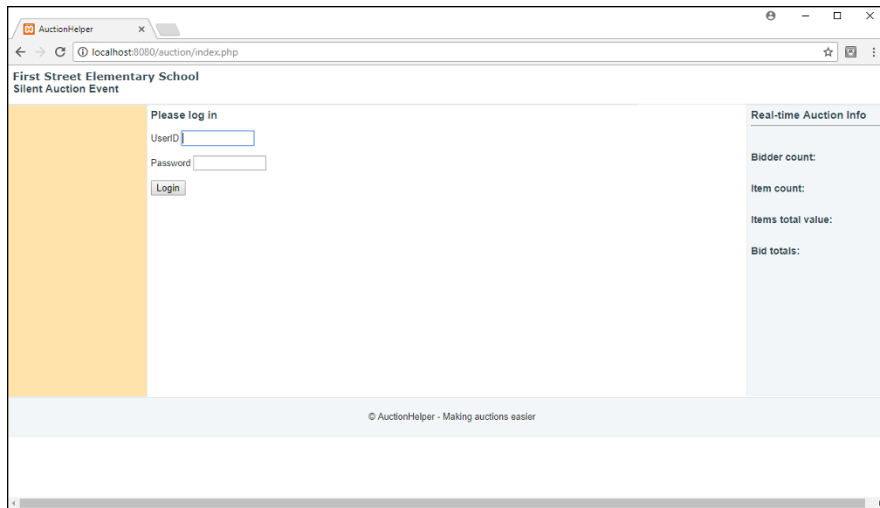 AuctionHelper
localhost:8080/auction/index.php
First Street Elementary School
Silent Auction Event
Please log in
UserID
Password
Login
Real-time Auction Info
Bidder count:
Item count:
Items total value:
Bid totals:
© AuctionHelper - Making auctions easier